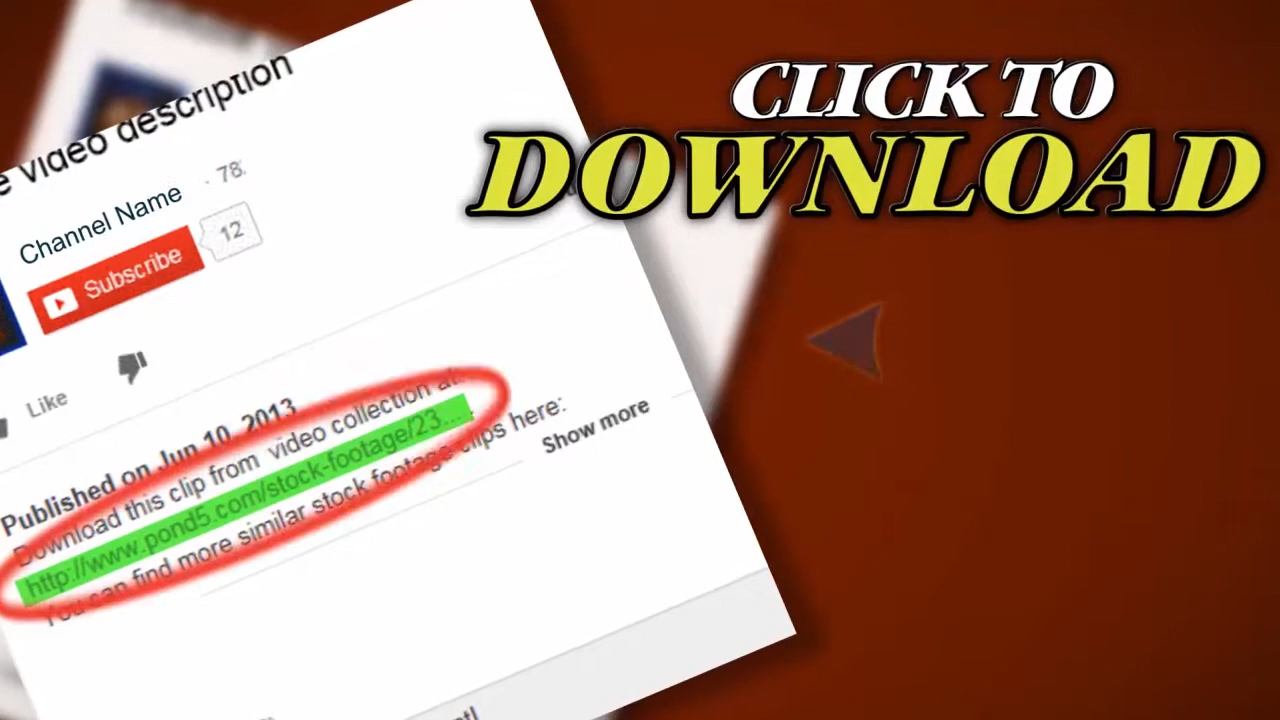 CLICK TO
DOWNLOAD
video description
Channel Name
78
Subscribe
12
Like
Published on Jun 10, 2013
Download this clip from video collection at
http://www.pond5.com/stock-footage/23...
You can find more similar stock footage clips here:
Show more